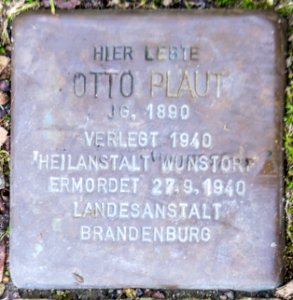 HIER LEBTE
OTTO PLAUT
JG. 1890
VERLEGT 1940
'HEILANSTALT' WUNSTORF
ERMORDET 27.9.1940
LANDESANSTALT
BRANDENBURG